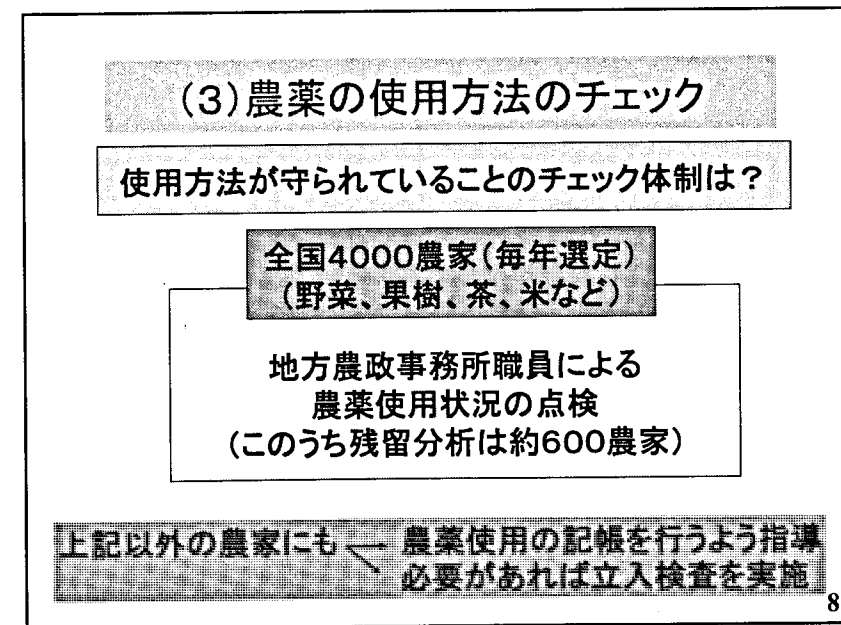 (3)農薬の使用方法のチェック
使用方法が守られていることのチェック体制は?
全国4000農家(毎年選定)
(野菜、果樹、茶、米など)
地方農政事務所職員による
農薬使用状況の点検
(このうち残留分析は約600農家)
上記以外の農家にも → 農薬使用の記帳を行うよう指導
必要があれば立入検査を実施
8